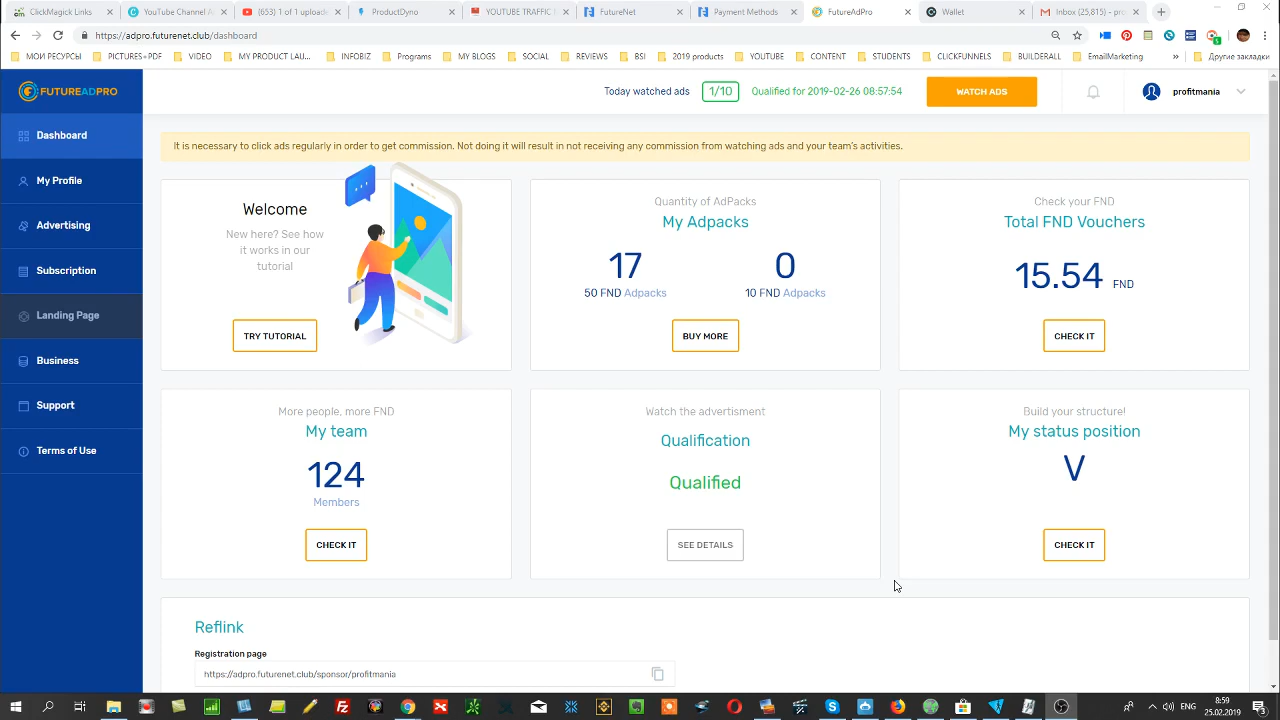 ClickMagick Links
YouTube Channel A
(653) 1 of 1 upload
ProductDyno
YOUTUBE TRAFFIC
FutureNet
Payment Methods
FutureAdPro
Wallet
Inbox (25,815) - pro
https://adpro.futurenet.club/dashboard
МОИ РЕСУРСЫ
PICTURES+PDF
VIDEO
MY PRODUCT LAU...
INFOBIZ
Programs
MY BLOGS
SOCIAL
REVIEWS
BSI
2019 products
YOUTUBE
CONTENT
STUDENTS
CLICKFUNNELS
BUILDERALL
EmailMarketing
»
Другие закладки
FUTUREADPRO
Today watched ads
1/10
Qualified for 2019-02-26 08:57:54
WATCH ADS
profitmania
Dashboard
My Profile
Advertising
Subscription
Landing Page
Business
Support
Terms of Use
It is necessary to click ads regularly in order to get commission. Not doing it will result in not receiving any commission from watching ads and your team's activities.
Welcome
New here? See how
it works in our
tutorial
TRY TUTORIAL
Quantity of AdPacks
My Adpacks
17
50 FND Adpacks
0
10 FND Adpacks
BUY MORE
Check your FND
Total FND Vouchers
15.54 FND
CHECK IT
More people, more FND
My team
124
Members
CHECK IT
Watch the advertisment
Qualification
Qualified
SEE DETAILS
Build your structure!
My status position
V
CHECK IT
Reflink
Registration page
https://adpro.futurenet.club/sponsor/profitmania
ENG
8:59
25.02.2019